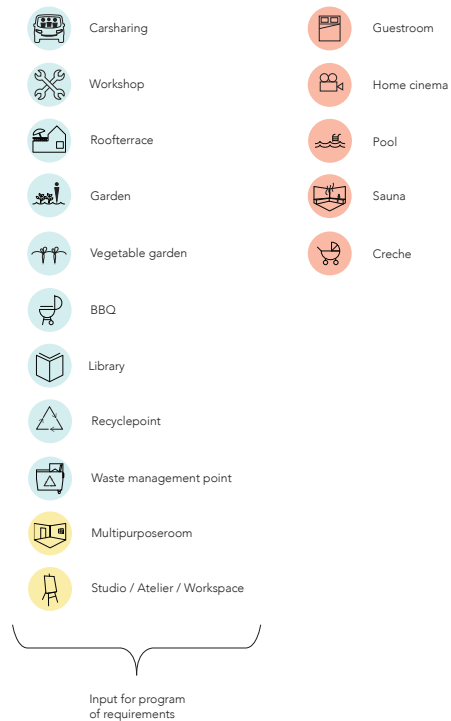 Carsharing
Workshop
Roofterrace
Garden
Vegetable garden
BBQ
Library
Recyclepoint
Waste management point
Multipurposeroom
Studio / Atelier / Workspace
Input for program
of requirements
Guestroom
Home cinema
Pool
Sauna
Creche